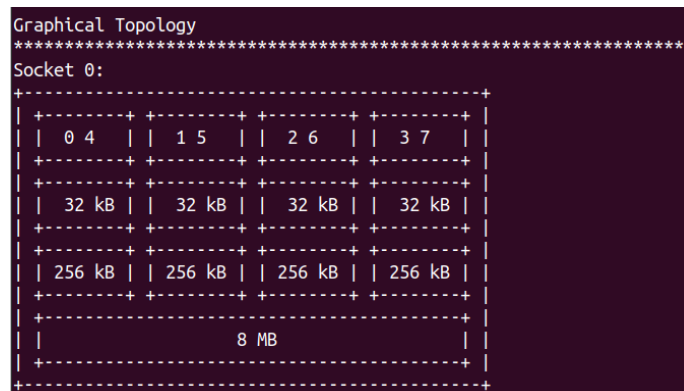 Graphical Topology
********************************************************************
Socket 0:
+---------------------------------------------+
| +--------+ +--------+ +--------+ +--------+ |
| |  0 4   | |  1 5   | |  2 6   | |  3 7   | |
| +--------+ +--------+ +--------+ +--------+ |
| +--------+ +--------+ +--------+ +--------+ |
| |  32 kB | |  32 kB | |  32 kB | |  32 kB | |
| +--------+ +--------+ +--------+ +--------+ |
| +--------+ +--------+ +--------+ +--------+ |
| | 256 kB | | 256 kB | | 256 kB | | 256 kB | |
| +--------+ +--------+ +--------+ +--------+ |
| +-----------------------------------------+ |
| |                   8 MB                  | |
| +-----------------------------------------+ |
+---------------------------------------------+